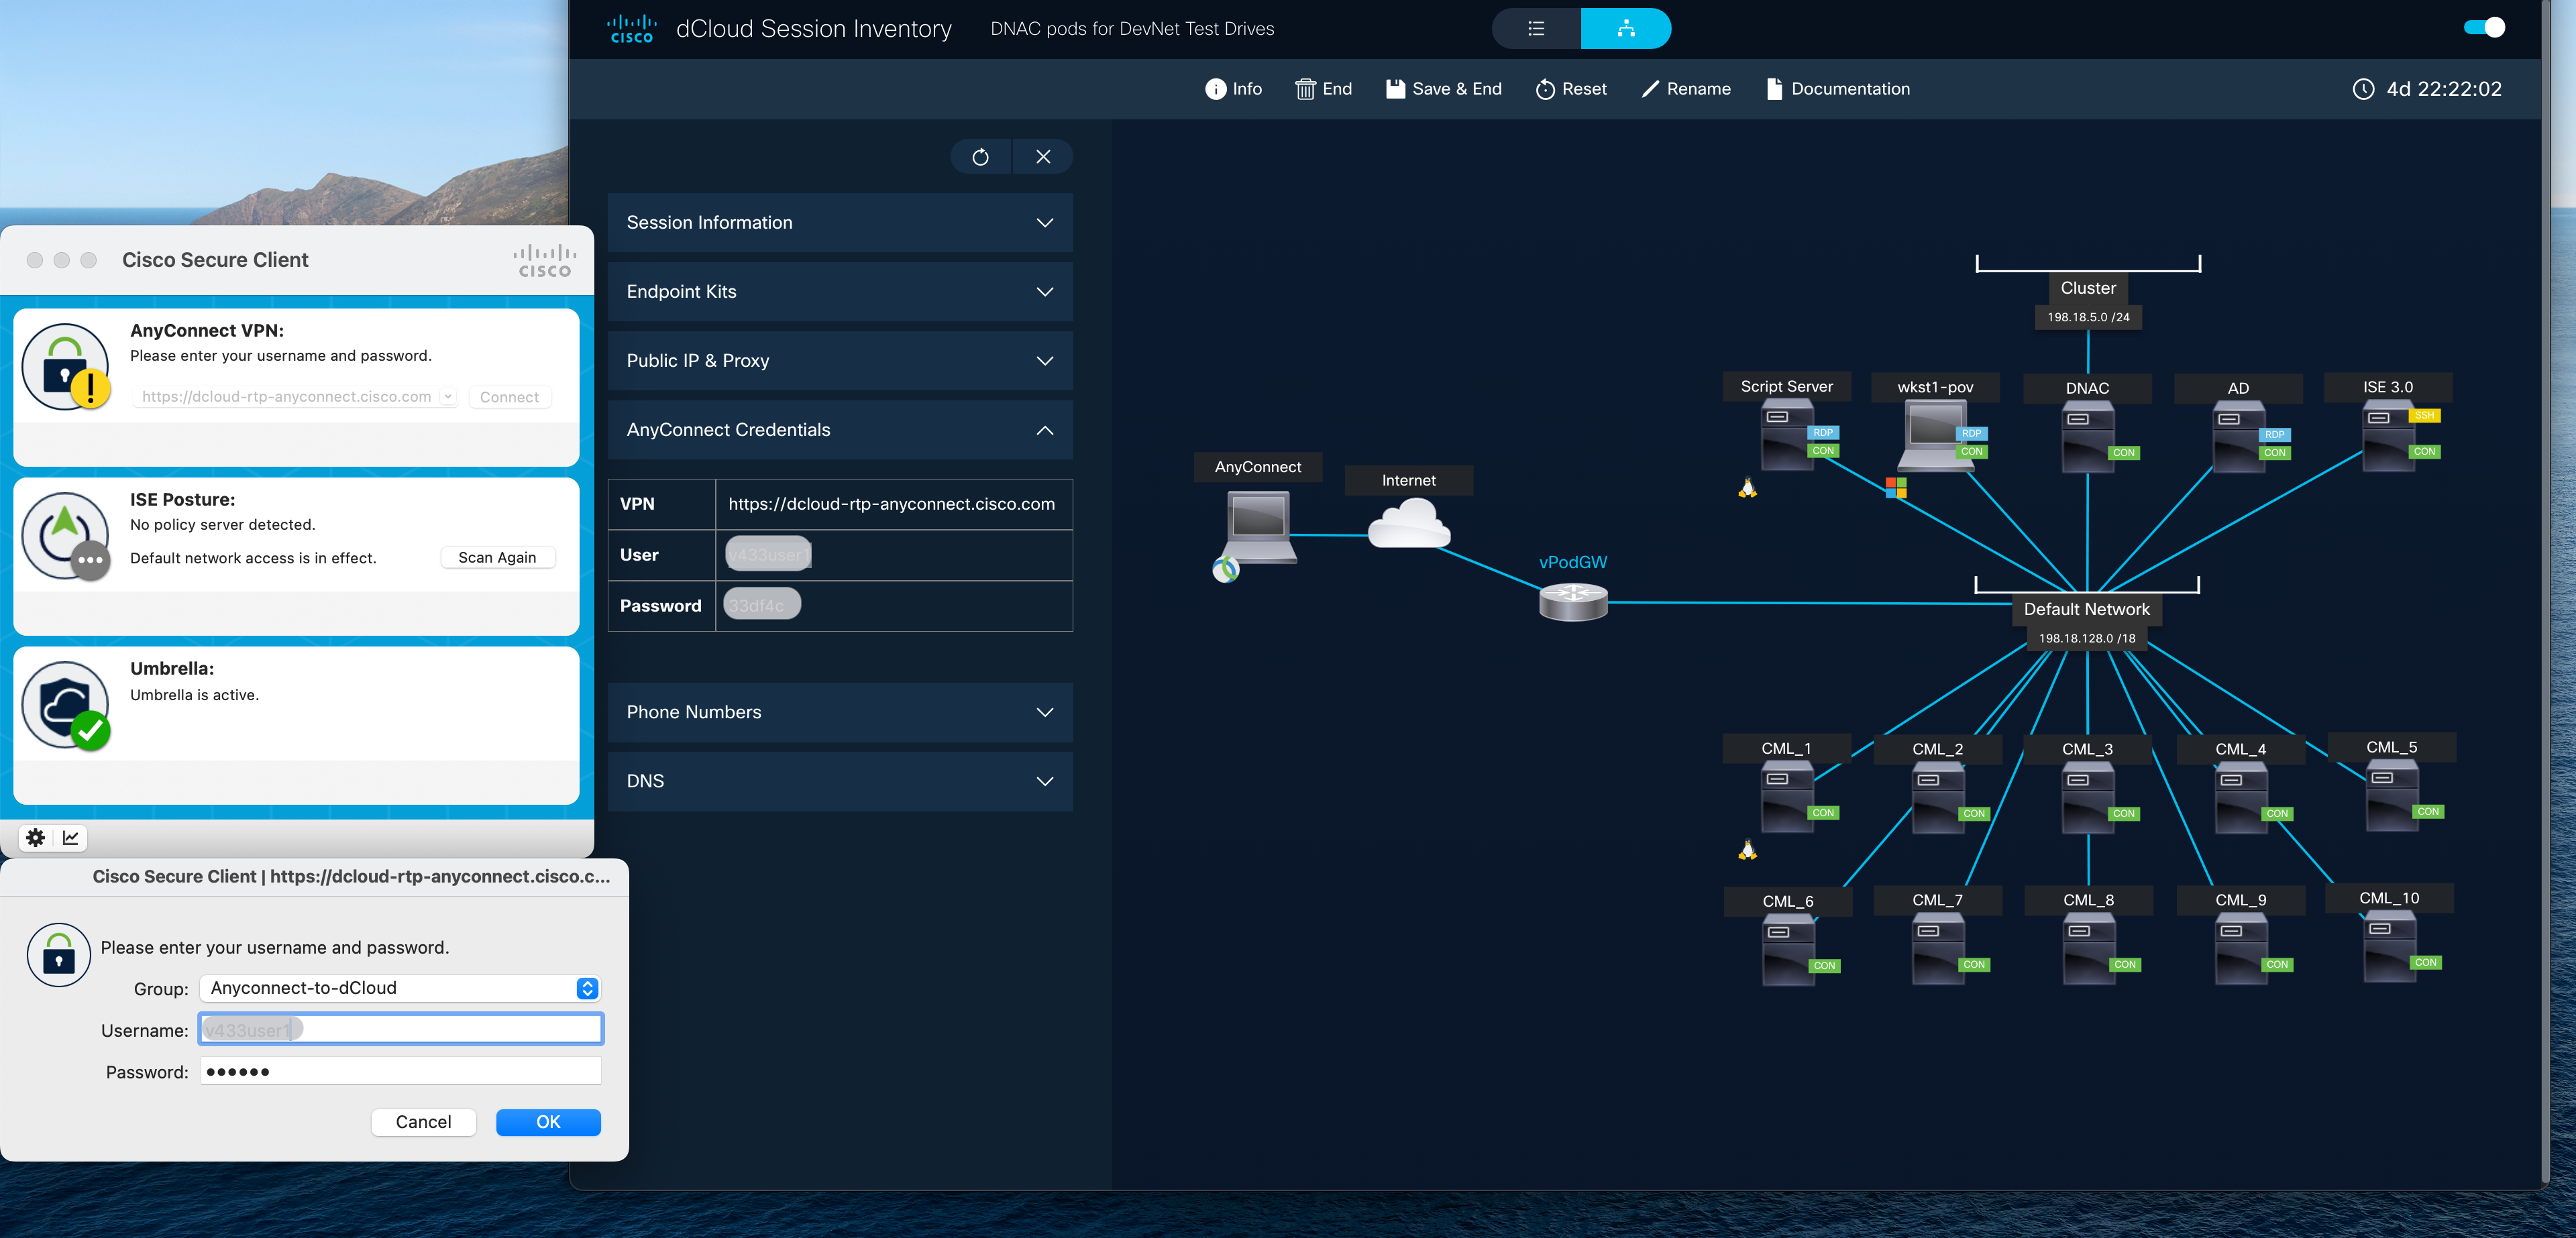 cisco
dCloud Session Inventory
DNAC pods for DevNet Test Drives
Info
End
Save & End
Reset
Rename
Documentation
4d 22:22:02
Session Information
Endpoint Kits
Public IP & Proxy
AnyConnect Credentials
VPN
https://dcloud-rtp-anyconnect.cisco.com
User
Password
Phone Numbers
DNS
Cisco Secure Client
CISCO
AnyConnect VPN:
Please enter your username and password.
https://dcloud-rtp-anyconnect.cisco.com
Connect
ISE Posture:
No policy server detected.
Default network access is in effect.
Scan Again
Umbrella:
Umbrella is active.
Cisco Secure Client | https://dcloud-rtp-anyconnect.cisco.c...
Please enter your username and password.
Group:
Anyconnect-to-dCloud
Username:
Password:
••••••
Cancel
OK
Cluster
198.18.5.0 /24
Script Server
RDP
CON
wkst1-pov
RDP
CON
DNAC
CON
AD
RDP
CON
ISE 3.0
SSH
CON
AnyConnect
Internet
vPodGW
Default Network
198.18.128.0 /18
CML_1
CON
CML_2
CON
CML_3
CON
CML_4
CON
CML_5
CON
CML_6
CON
CML_7
CON
CML_8
CON
CML_9
CON
CML_10
CON